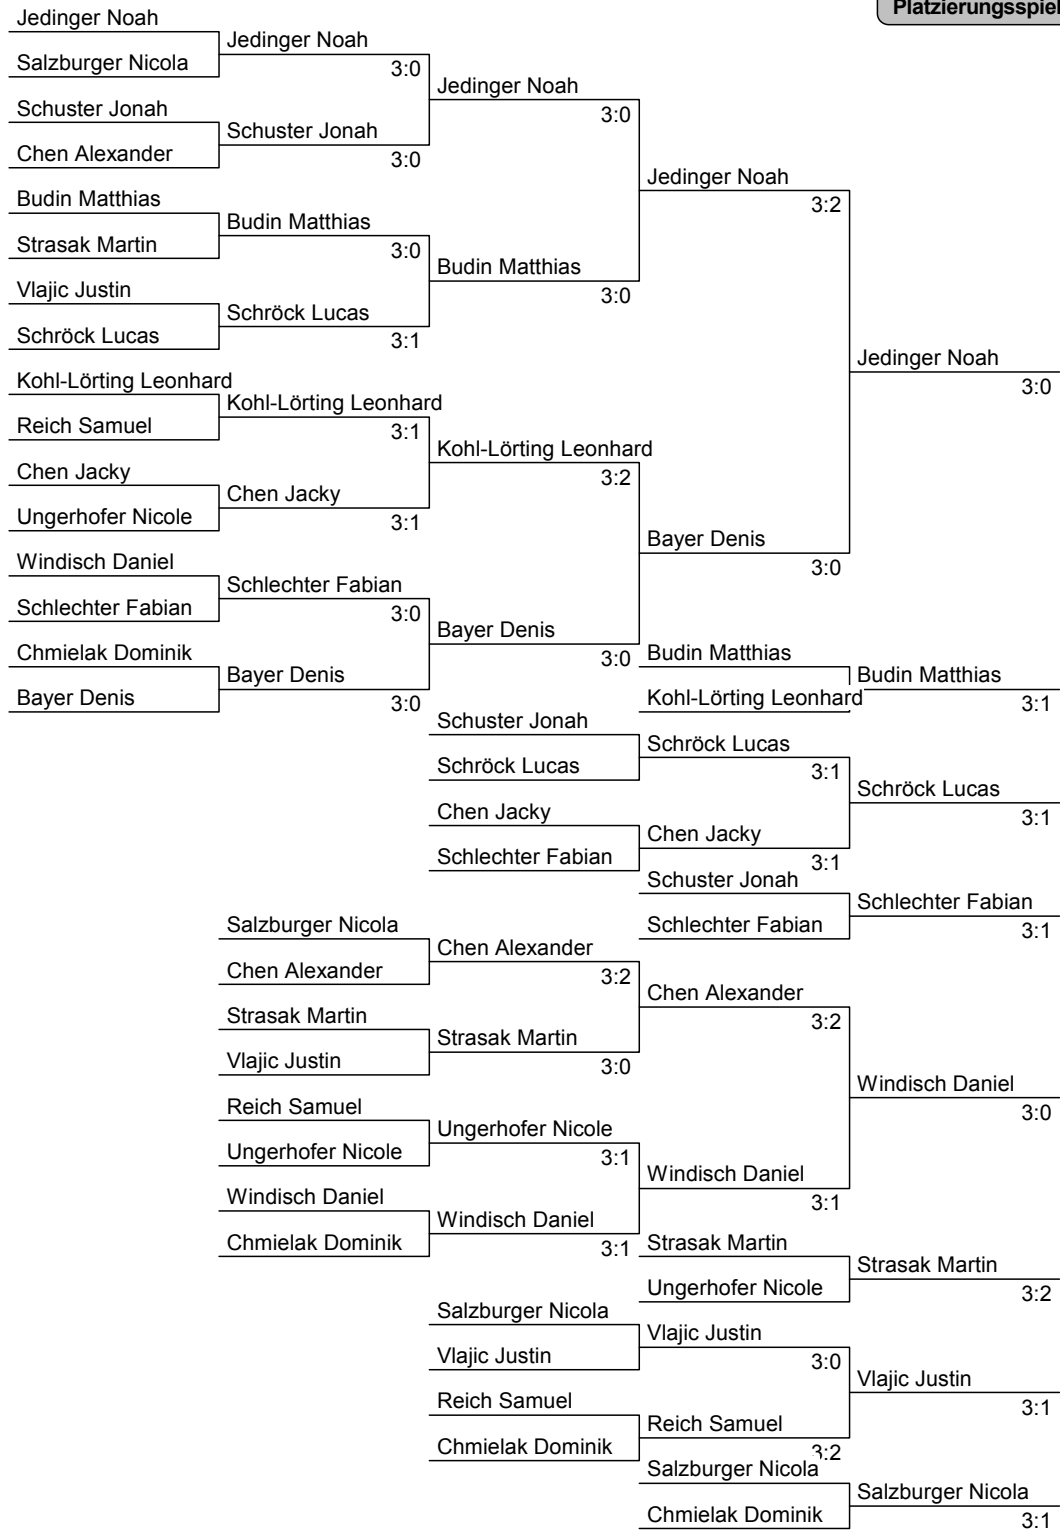 Platzierungsspiel
Jedinger Noah
Jedinger Noah
Salzburger Nicola
3:0
Jedinger Noah
Schuster Jonah
3:0
Schuster Jonah
Chen Alexander
3:0
Jedinger Noah
Budin Matthias
3:2
Budin Matthias
Strasak Martin
3:0
Budin Matthias
Vlajic Justin
3:0
Schröck Lucas
Schröck Lucas
3:1
Jedinger Noah
Kohl-Lörting Leonhard
3:0
Kohl-Lörting Leonhard
Reich Samuel
3:1
Kohl-Lörting Leonhard
Chen Jacky
3:2
Chen Jacky
Ungerhofer Nicole
3:1
Bayer Denis
Windisch Daniel
3:0
Schlechter Fabian
Schlechter Fabian
3:0
Bayer Denis
Chmielak Dominik
3:0
Budin Matthias
Bayer Denis
Budin Matthias
Bayer Denis
3:0
Kohl-Lörting Leonhard
3:1
Schuster Jonah
Schröck Lucas
Schröck Lucas
3:1
Schröck Lucas
Chen Jacky
3:1
Chen Jacky
Schlechter Fabian
3:1
Schuster Jonah
Schlechter Fabian
Salzburger Nicola
Schlechter Fabian
3:1
Chen Alexander
Chen Alexander
3:2
Chen Alexander
Strasak Martin
3:2
Strasak Martin
Vlajic Justin
3:0
Windisch Daniel
Reich Samuel
3:0
Ungerhofer Nicole
Ungerhofer Nicole
3:1
Windisch Daniel
Windisch Daniel
3:1
Windisch Daniel
Chmielak Dominik
3:1
Strasak Martin
Strasak Martin
Ungerhofer Nicole
3:2
Salzburger Nicola
Vlajic Justin
Vlajic Justin
3:0
Vlajic Justin
Reich Samuel
3:1
Reich Samuel
Chmielak Dominik
3:2
Salzburger Nicola
Salzburger Nicola
Chmielak Dominik
3:1